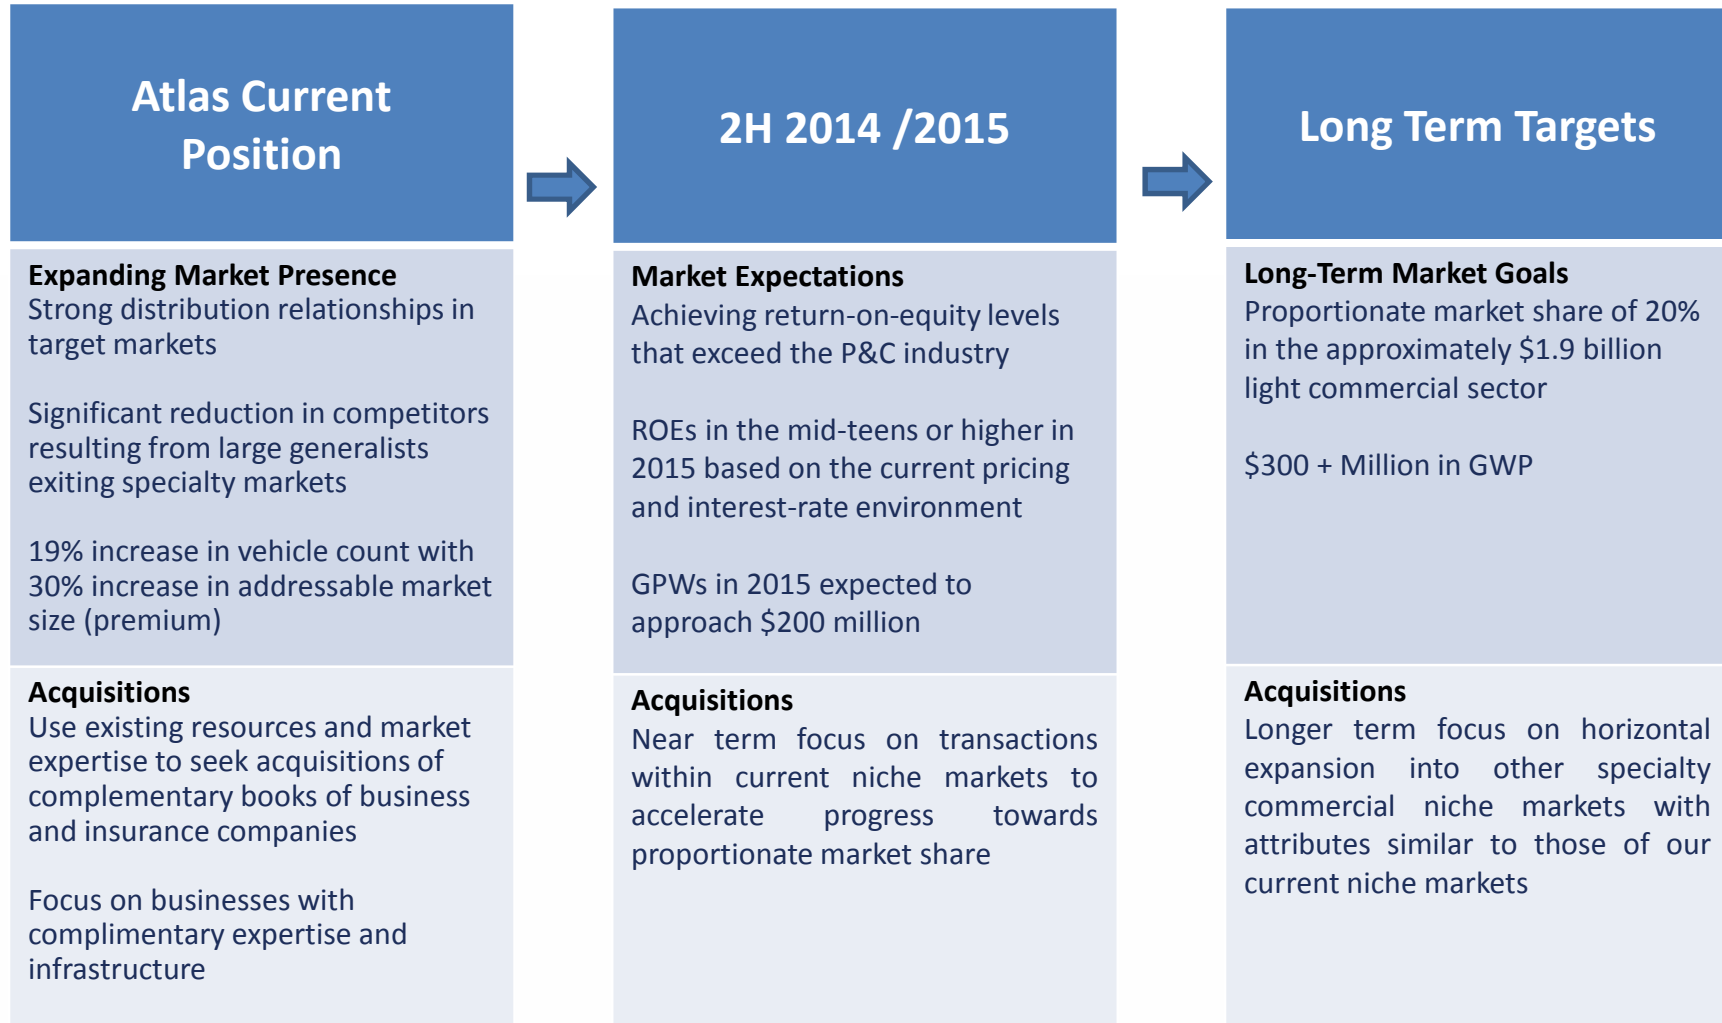 Atlas Current
Position
Expanding Market Presence
Strong distribution relationships in
target markets
Significant reduction in competitors
resulting from large generalists
exiting specialty markets
19% increase in vehicle count with
30% increase in addressable market
size (premium)
Acquisitions
Use existing resources and market
expertise to seek acquisitions of
complementary books of business
and insurance companies
Focus on businesses with
complimentary expertise and
infrastructure
2H 2014 /2015
Market Expectations
Achieving return-on-equity levels
that exceed the P&C industry
ROEs in the mid-teens or higher in
2015 based on the current pricing
and interest-rate environment
GPWs in 2015 expected to
approach $200 million
Acquisitions
Near term focus on transactions
within current niche markets to
accelerate progress towards
proportionate market share
Long Term Targets
Long-Term Market Goals
Proportionate market share of 20%
in the approximately $1.9 billion
light commercial sector
$300 + Million in GWP
Acquisitions
Longer term focus on horizontal
expansion into other specialty
commercial niche markets with
attributes similar to those of our
current niche markets